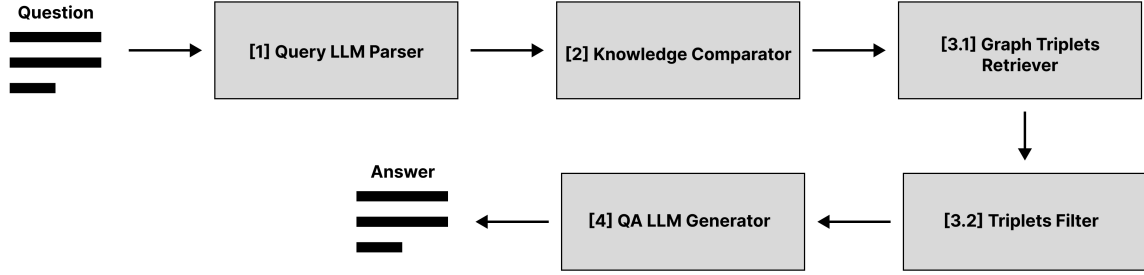 Question
[1] Query LLM Parser
[2] Knowledge Comparator
[3.1] Graph Triplets
Retriever
[3.2] Triplets Filter
[4] QA LLM Generator
Answer